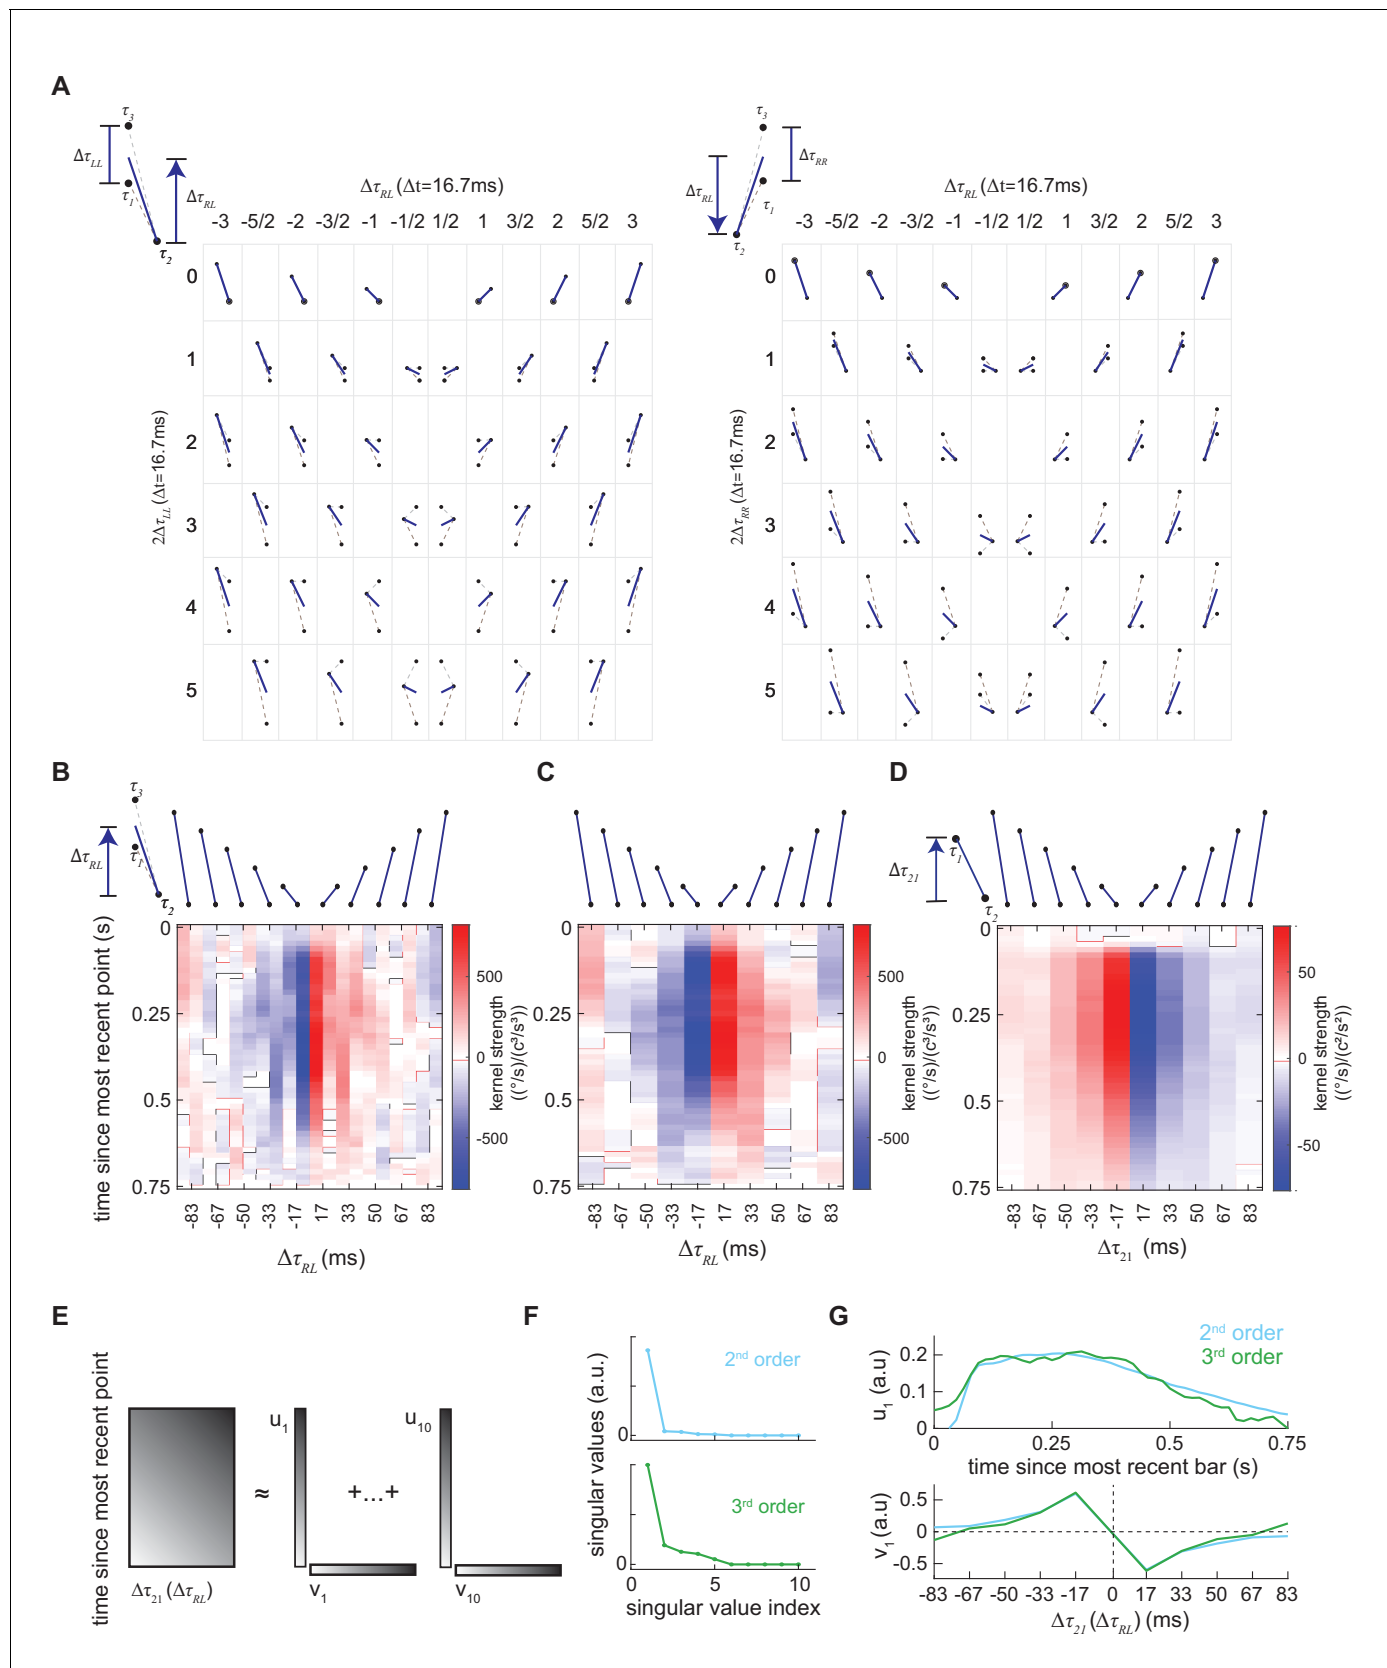 A
τ3
ΔτLL
τ1
ΔτRL
τ2
ΔτRL (Δt=16.7ms)
-3 -5/2 -2 -3/2 -1 -1/2 1/2 1 3/2 2 5/2 3
2ΔτLL (Δt=16.7ms)
0
1
2
3
4
5
τ3
ΔτRR
ΔτRL
τ1
τ2
ΔτRL (Δt=16.7ms)
-3 -5/2 -2 -3/2 -1 -1/2 1/2 1 3/2 2 5/2 3
2ΔτRR (Δt=16.7ms)
0
1
2
3
4
5
B
τ3
ΔτRL
τ1
τ2
time since most recent point (s)
0
0.25
0.5
0.75
-83 -67 -50 -33 -17 17 33 50 67 83
ΔτRL (ms)
500
0
-500
kernel strength
((°/s)/(c³/s³)
C
0
0.25
0.5
0.75
-83 -67 -50 -33 -17 17 33 50 67 83
ΔτRL (ms)
500
0
-500
kernel strength
((°/s)/(c³/s³)
D
τ1
Δτ21
τ2
0
0.25
0.5
0.75
-83 -67 -50 -33 -17 17 33 50 67 83
Δτ21 (ms)
50
0
-50
kernel strength
((°/s)/(c²/s²)
E
time since most recent point
Δτ21 (ΔτRL)
≈
u1
v1
+...+
u10
v10
F
singular values (a.u.)
2nd order
0
3rd order
0
0 5 10
singular value index
G
2nd order
3rd order
u1 (a.u)
0.2
0.1
0
0 0.25 0.5 0.75
time since most recent bar (s)
v1 (a.u)
0.5
0
-0.5
-83 -67 -50 -33 -17 0 17 33 50 67 83
Δτ21 (ΔτRL) (ms)